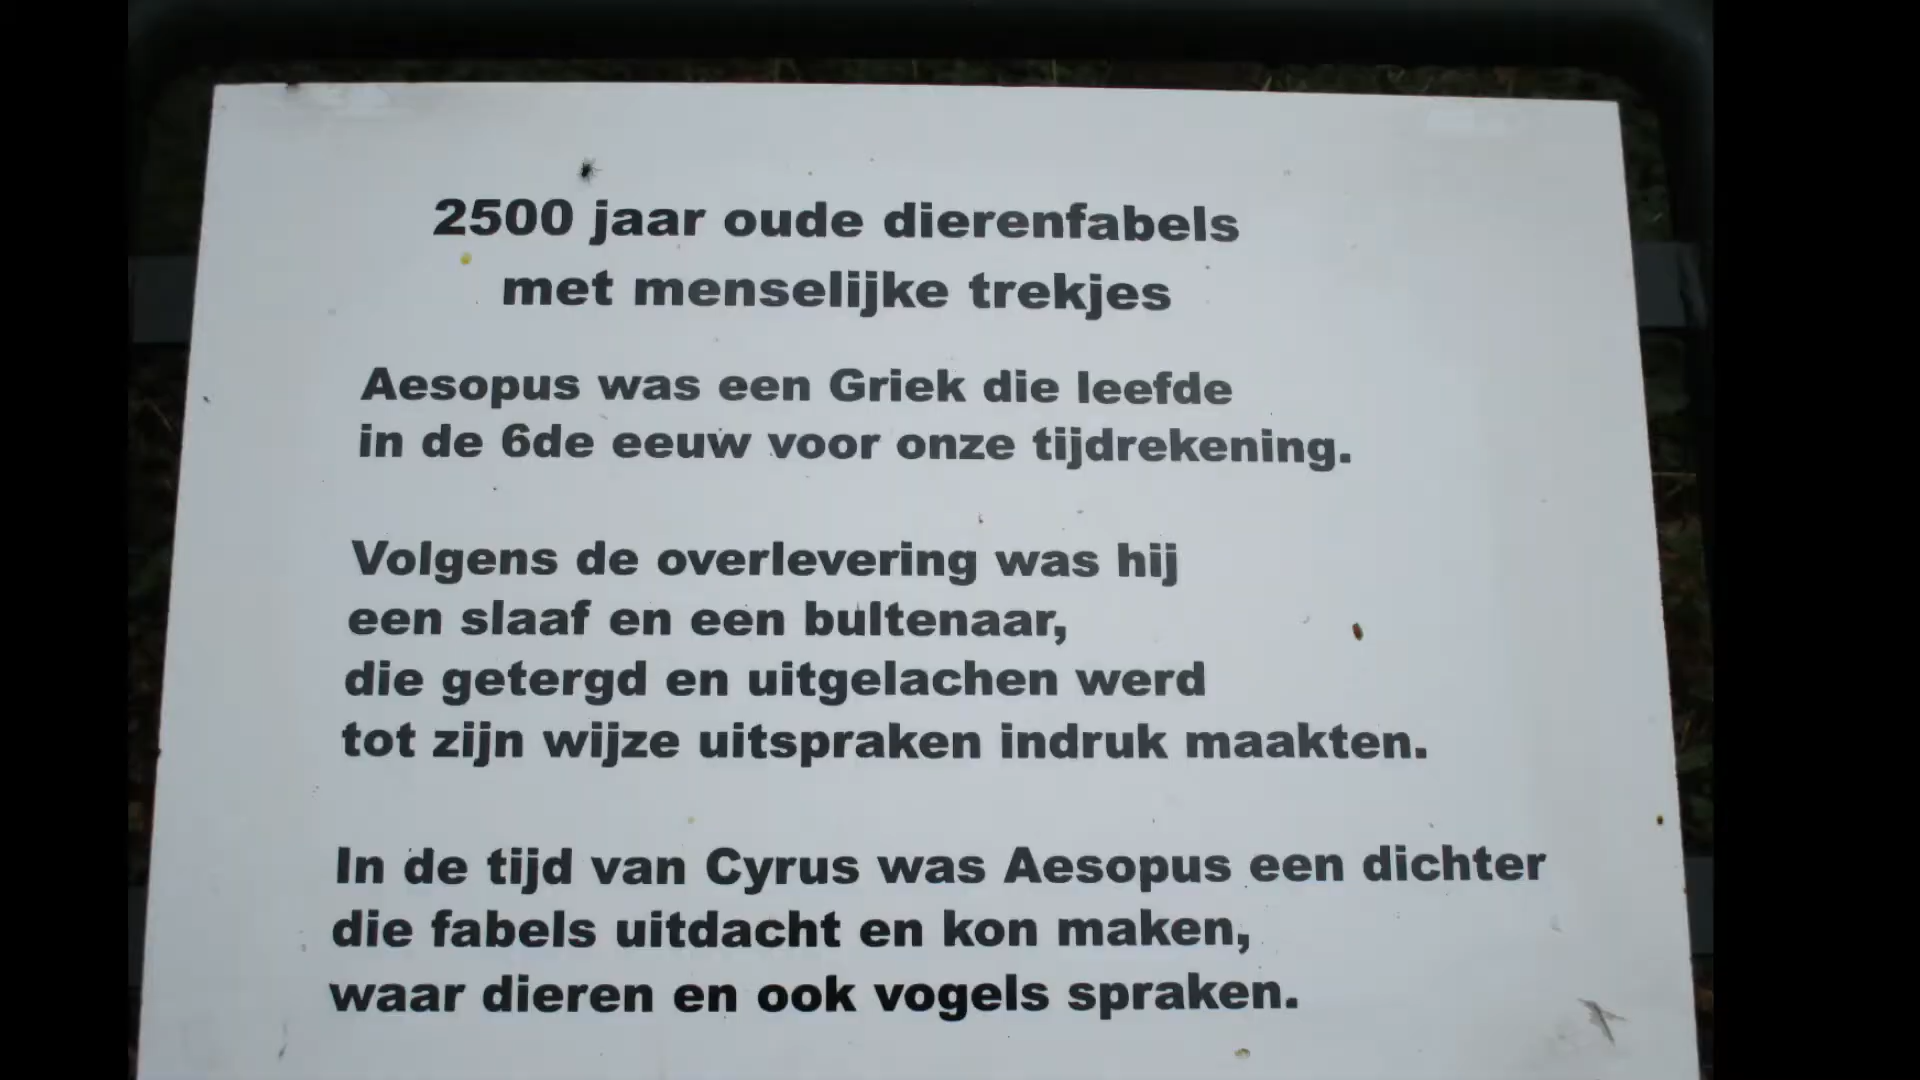 2500 jaar oude dierenfabels
met menselijke trekjes
Aesopus was een Griek die leefde
in de 6de eeuw voor onze tijdrekening.
Volgens de overlevering was hij
een slaaf en een bultenaar,
die getergd en uitgelachen werd
tot zijn wijze uitspraken indruk maakten.
In de tijd van Cyrus was Aesopus een dichter
die fabels uitdacht en kon maken,
waar dieren en ook vogels spraken.